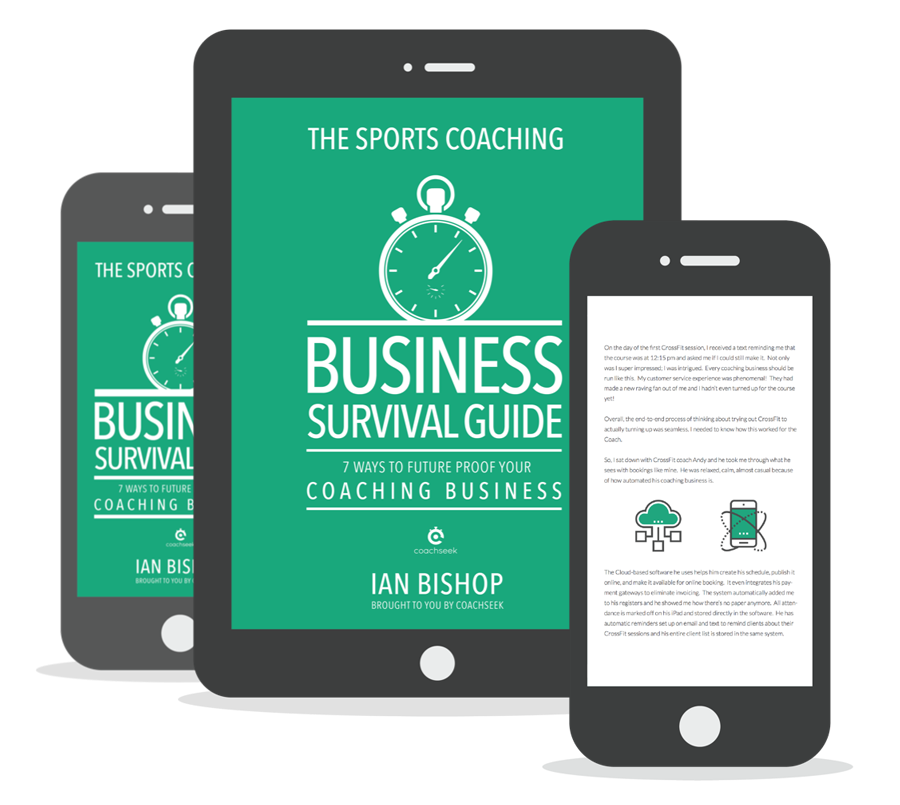 THE SPORTS C
BUSIN
SURVIVAL
7 WAYS TO FUTURE
COACHING B
coachseek
IAN BIS
BROUGHT TO YOU BY
THE SPORTS COACHING
BUSINESS
SURVIVAL GUIDE
7 WAYS TO FUTURE PROOF YOUR
COACHING BUSINESS
coachseek
IAN BISHOP
BROUGHT TO YOU BY COACHSEEK
On the day of the first CrossFit session, I received a text reminding me that
the course was at 12:15 pm and asked me if I could still make it. Not only
was I super impressed; I was intrigued. Every coaching business should be
run like this. My customer service experience was phenomenal! They had
made a new raving fan out of me and I hadn't even turned up for the course
yet!
Overall, the end-to-end process of thinking about trying out CrossFit to
actually turning up was seamless. I needed to know how this worked for the
Coach.
So, I sat down with CrossFit coach Andy and he took me through what he
sees with bookings like mine. He was relaxed, calm, almost casual because
of how automated his coaching business is.
The Cloud-based software he uses helps him create his schedule, publish it
online, and make it available for online booking. It even integrates his pay-
ment gateways to eliminate invoicing. The system automatically added me
to his registers and he showed me how there's no paper anymore. All atten-
dance is marked off on his iPad and stored directly in the software. He has
automatic reminders set up on email and text to remind clients about their
CrossFit sessions and his entire client list is stored in the same system.